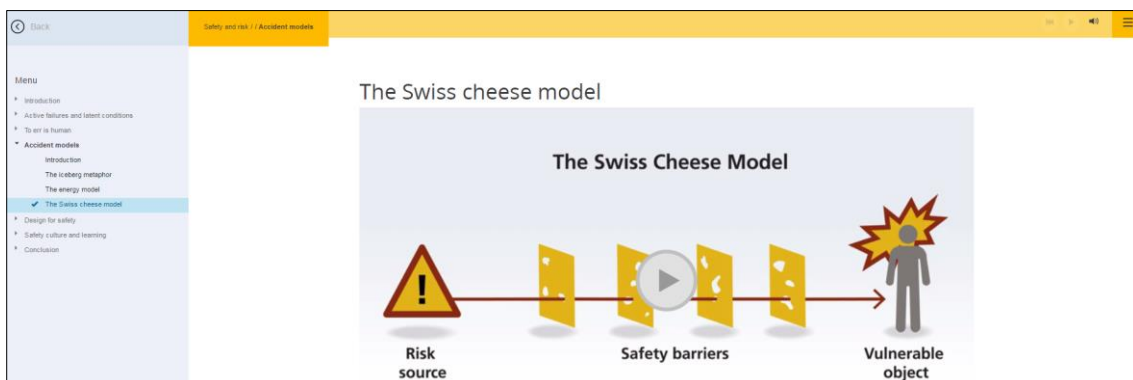 Back
Safety and risk / / Accident models
Menu
Introduction
Active failures and latent conditions
To err is human
Accident models
Introduction
The iceberg metaphor
The energy model
The Swiss cheese model
Design for safety
Safety culture and learning
Conclusion
The Swiss cheese model
The Swiss Cheese Model
!
Risk
source
Safety barriers
Vulnerable
object